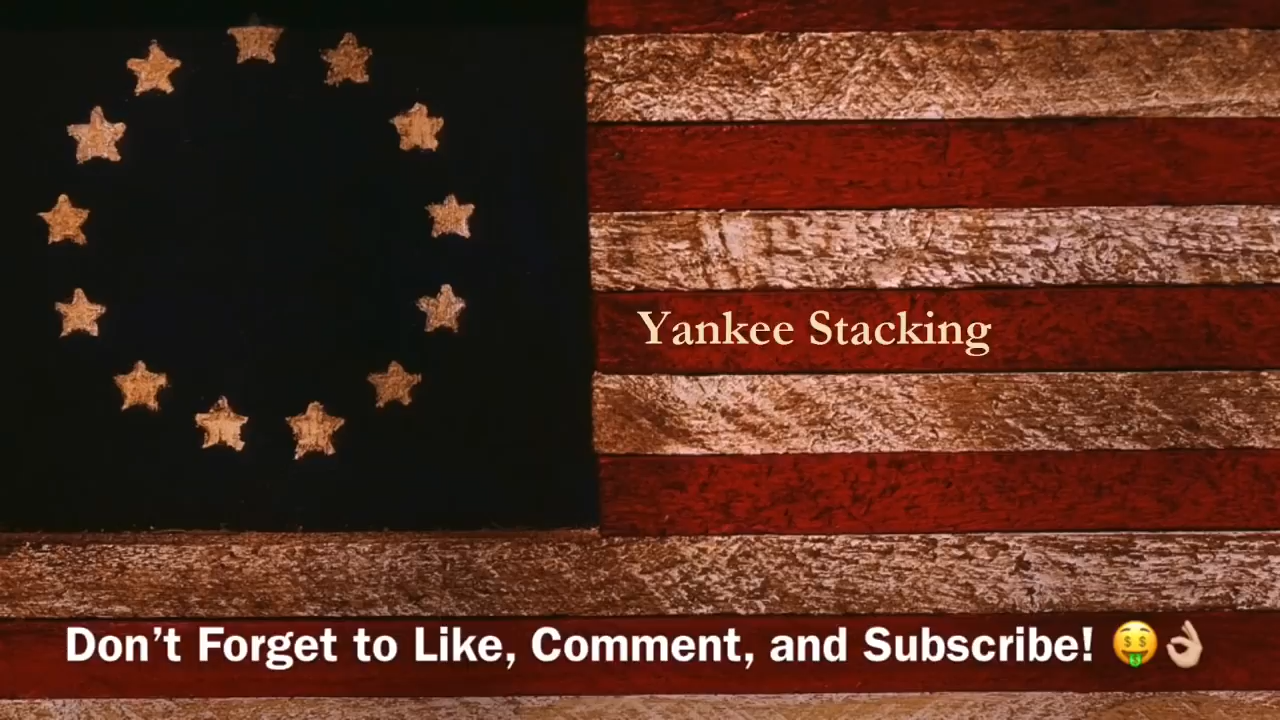 Yankee Stacking
Don't Forget to Like, Comment, and Subscribe! 🤑👌🏼